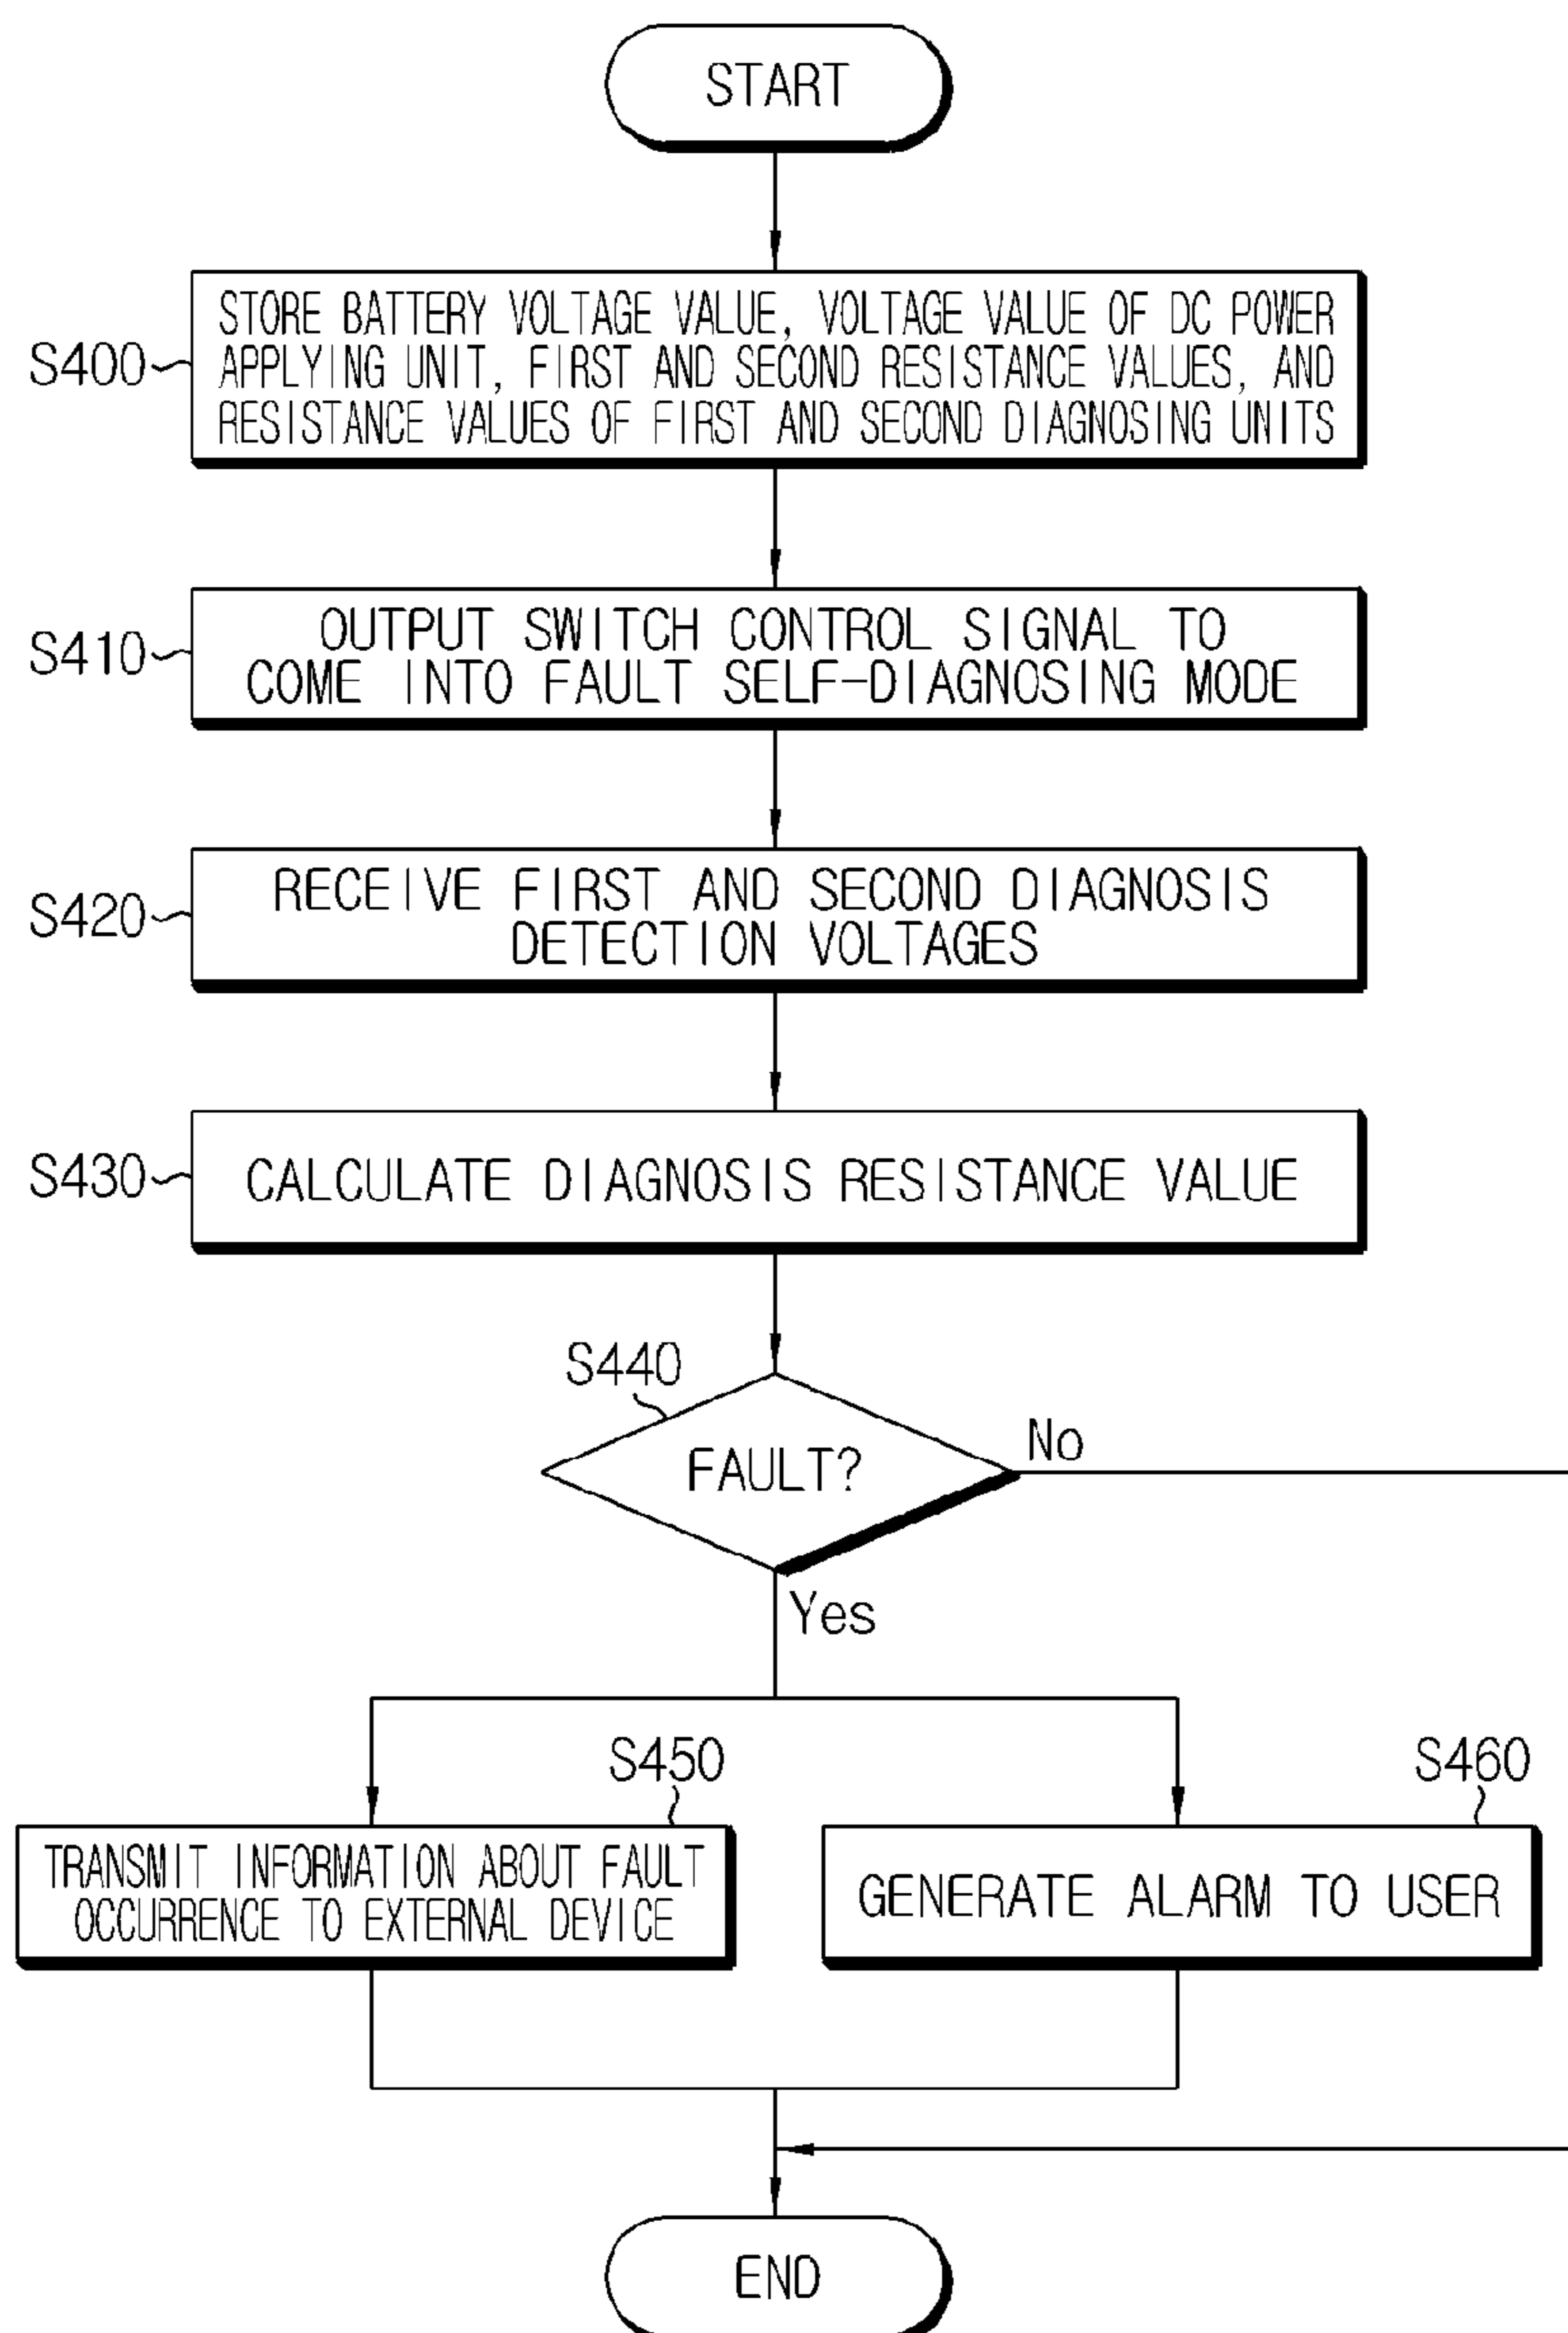 START
S400
STORE BATTERY VOLTAGE VALUE, VOLTAGE VALUE OF DC POWER
APPLYING UNIT, FIRST AND SECOND RESISTANCE VALUES, AND
RESISTANCE VALUES OF FIRST AND SECOND DIAGNOSING UNITS
S410
OUTPUT SWITCH CONTROL SIGNAL TO
COME INTO FAULT SELF-DIAGNOSING MODE
S420
RECEIVE FIRST AND SECOND DIAGNOSIS
DETECTION VOLTAGES
S430
CALCULATE DIAGNOSIS RESISTANCE VALUE
S440
FAULT?
No
Yes
S450
TRANSMIT INFORMATION ABOUT FAULT
OCCURRENCE TO EXTERNAL DEVICE
S460
GENERATE ALARM TO USER
END